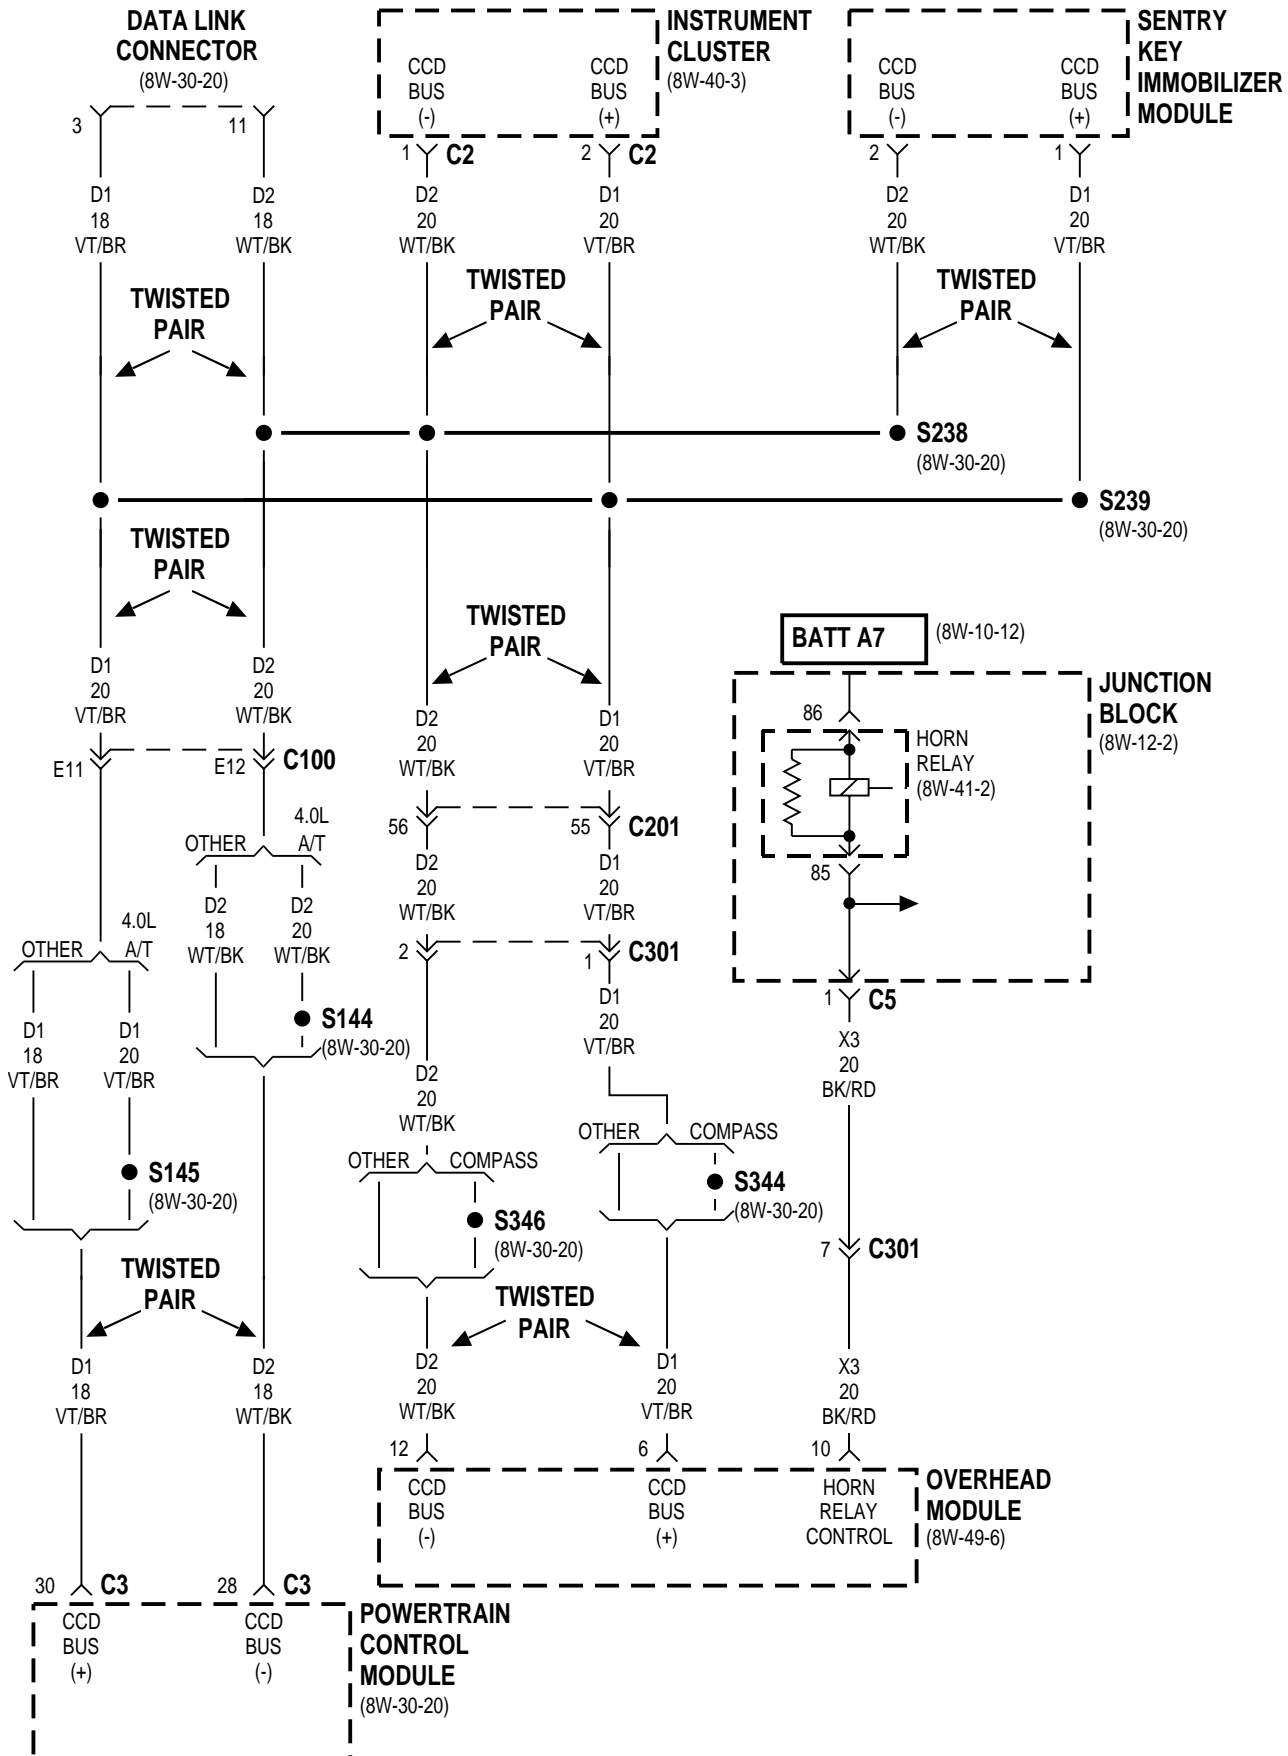 DATA LINK
CONNECTOR
(8W-30-20)
3
11
D1
18
VT/BR
D2
18
WT/BK
INSTRUMENT
CLUSTER
(8W-40-3)
CCD
BUS
(-)
CCD
BUS
(+)
1
C2
2
C2
D2
20
WT/BK
D1
20
VT/BR
SENTRY
KEY
IMMOBILIZER
MODULE
CCD
BUS
(-)
CCD
BUS
(+)
2
1
D2
20
WT/BK
D1
20
VT/BR
TWISTED
PAIR
TWISTED
PAIR
TWISTED
PAIR
S238
(8W-30-20)
S239
(8W-30-20)
TWISTED
PAIR
TWISTED
PAIR
D1
20
VT/BR
D2
20
WT/BK
E11
E12
C100
OTHER
4.0L
A/T
D2
18
WT/BK
D2
20
WT/BK
S144
(8W-30-20)
OTHER
4.0L
A/T
D1
18
VT/BR
D1
20
VT/BR
S145
(8W-30-20)
TWISTED
PAIR
D1
18
VT/BR
D2
18
WT/BK
30
C3
28
C3
CCD
BUS
(+)
CCD
BUS
(-)
POWERTRAIN
CONTROL
MODULE
(8W-30-20)
D2
20
WT/BK
D1
20
VT/BR
56
55
C201
D2
20
WT/BK
D1
20
VT/BR
2
1
C301
D1
20
VT/BR
D2
20
WT/BK
OTHER
COMPASS
S346
(8W-30-20)
OTHER
COMPASS
S344
(8W-30-20)
TWISTED
PAIR
D2
20
WT/BK
D1
20
VT/BR
12
6
10
CCD
BUS
(-)
CCD
BUS
(+)
HORN
RELAY
CONTROL
OVERHEAD
MODULE
(8W-49-6)
BATT A7
(8W-10-12)
JUNCTION
BLOCK
(8W-12-2)
86
HORN
RELAY
(8W-41-2)
85
1
C5
X3
20
BK/RD
7
C301
X3
20
BK/RD